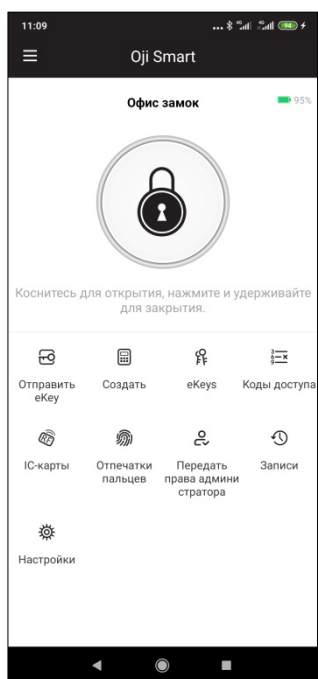 11:09
94
Oji Smart
Офис замок
95%
Коснитесь для открытия, нажмите и удерживайте
для закрытия.
Отправить
eKey
Создать
eKeys
Коды доступа
IC-карты
Отпечатки
пальцев
Передать
права админи
стратора
Записи
Настройки